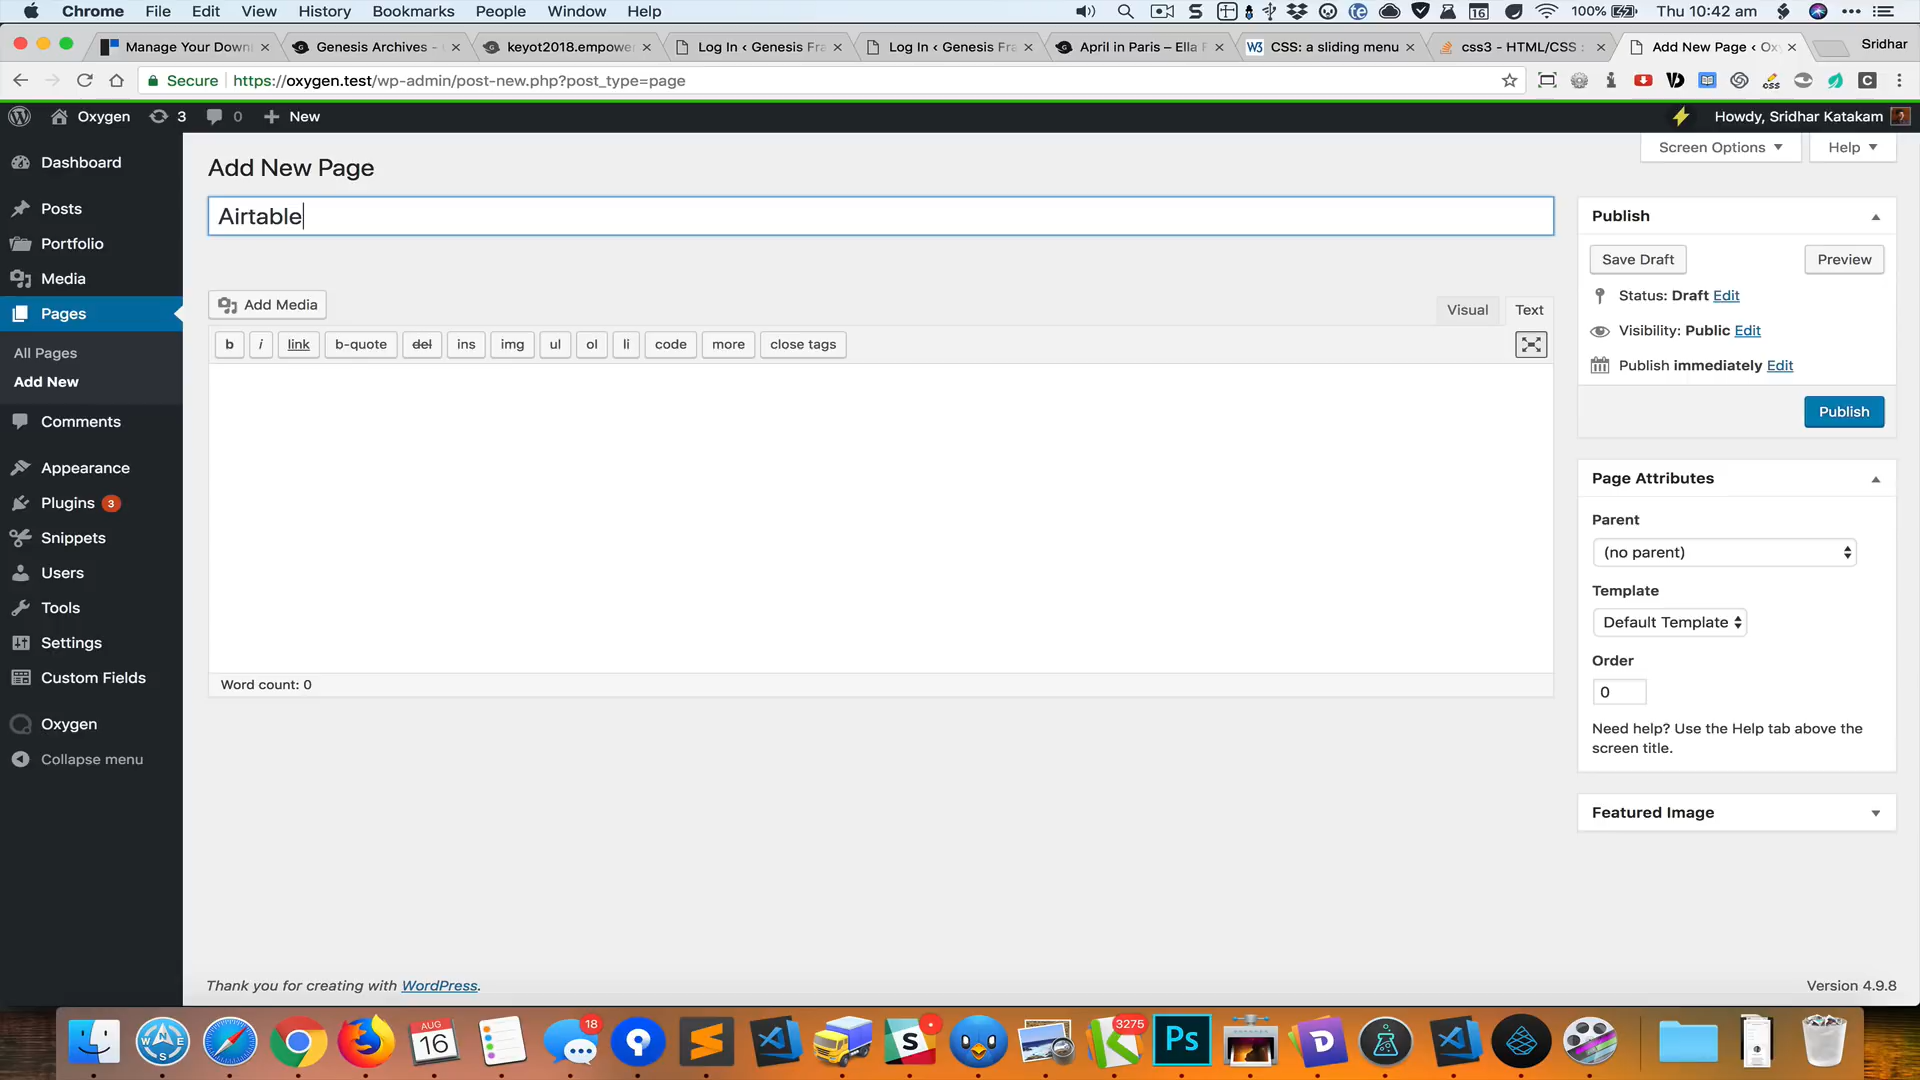 Chrome File Edit View History Bookmarks People Window Help 100% Thu 10:42 am
Manage Your Down Genesis Archives - keyot2018.empowe Log In ‹ Genesis Fra Log In ‹ Genesis Fra April in Paris – Ella F CSS: a sliding menu css3 - HTML/CSS : Add New Page ‹ Ox Sridhar
Secure https://oxygen.test/wp-admin/post-new.php?post_type=page
Oxygen 3 0 New Howdy, Sridhar Katakam
Screen Options Help
Dashboard
Posts
Portfolio
Media
Pages
All Pages
Add New
Comments
Appearance
Plugins 3
Snippets
Users
Tools
Settings
Custom Fields
Oxygen
Collapse menu
Add New Page
Airtable
Add Media
Visual Text
b i link b-quote del ins img ul ol li code more close tags
Word count: 0
Publish
Save Draft Preview
Status: Draft Edit
Visibility: Public Edit
Publish immediately Edit
Publish
Page Attributes
Parent
(no parent)
Template
Default Template
Order
0
Need help? Use the Help tab above the
screen title.
Featured Image
Thank you for creating with WordPress.
Version 4.9.8
AUG
16
18
3275
Ps